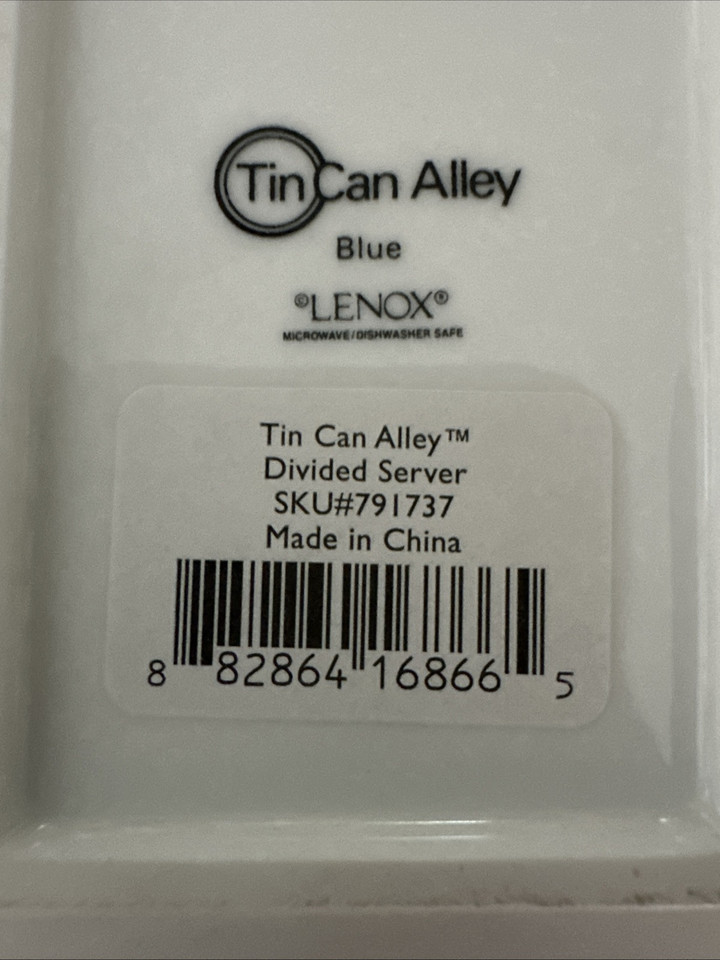 Tin Can Alley
Blue
©LENOX®
MICROWAVE/DISHWASHER SAFE
Tin Can Alley™
Divided Server
SKU#791737
Made in China
8 82864 16866 5